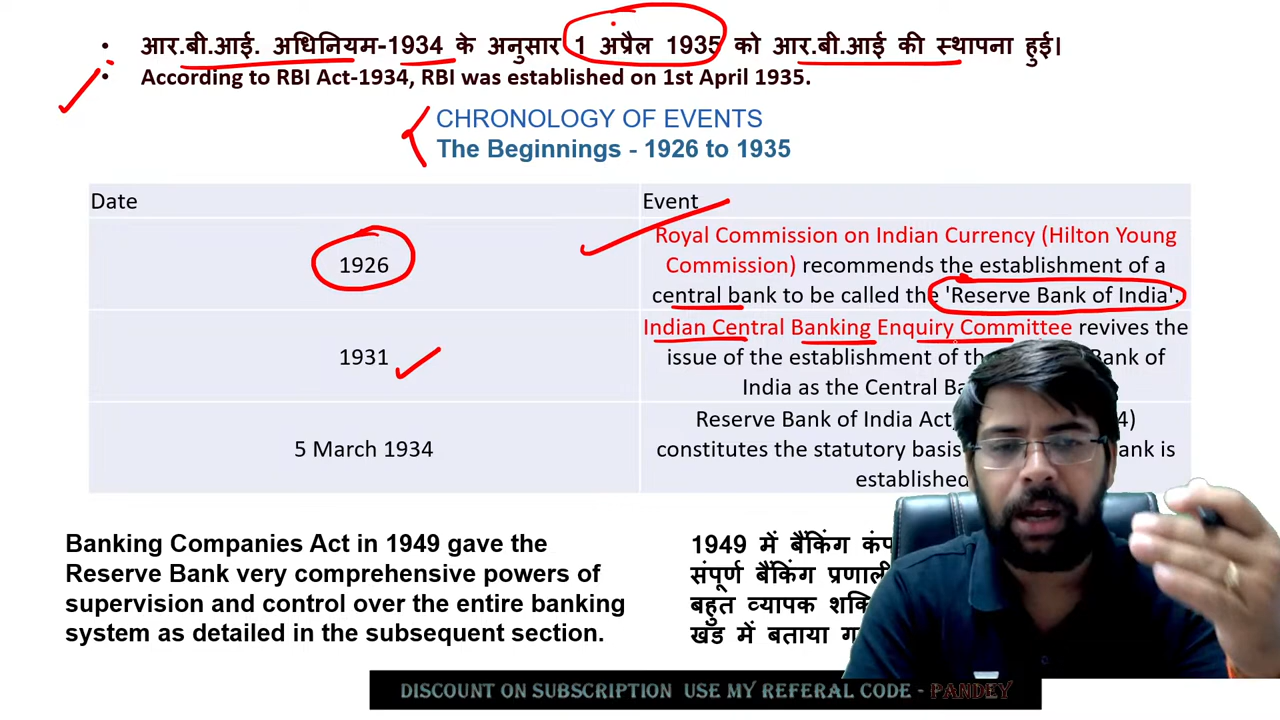 • आर.बी.आई. अधिनियम-1934 के अनुसार 1 अप्रैल 1935 को आर.बी.आई की स्थापना हुई।
• According to RBI Act-1934, RBI was established on 1st April 1935.
CHRONOLOGY OF EVENTS
The Beginnings - 1926 to 1935
Date
Event
1926
Royal Commission on Indian Currency (Hilton Young
Commission) recommends the establishment of a
central bank to be called the 'Reserve Bank of India'.
1931
Indian Central Banking Enquiry Committee revives the
issue of the establishment of Bank of
India as the Central
5 March 1934
Reserve Bank of India Act,
constitutes the statutory basis is
established
Banking Companies Act in 1949 gave the
Reserve Bank very comprehensive powers of
supervision and control over the entire banking
system as detailed in the subsequent section.
1949 में बैंकिंग
संपूर्ण बैंकिंग प्रणाली
बहुत व्यापक
खंड में बताया
DISCOUNT ON SUBSCRIPTION USE MY REFERAL CODE - PANDEY